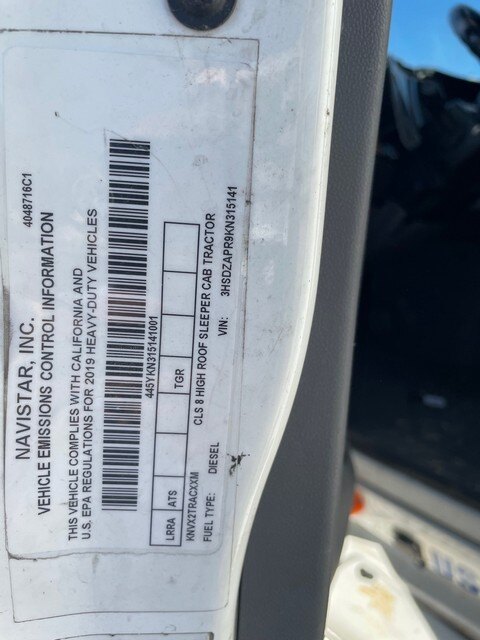 4048716C1
NAVISTAR, INC.
VEHICLE EMISSIONS CONTROL INFORMATION
THIS VEHICLE COMPLIES WITH CALIFORNIA AND
U.S. EPA REGULATIONS FOR 2019 HEAVY-DUTY VEHICLES
445YKN315141001
LRRA ATS TGR
KNVX2TRACXXM CLS 8 HIGH ROOF SLEEPER CAB TRACTOR
FUEL TYPE: DIESEL VIN: 3HSDZAPR9KN315141